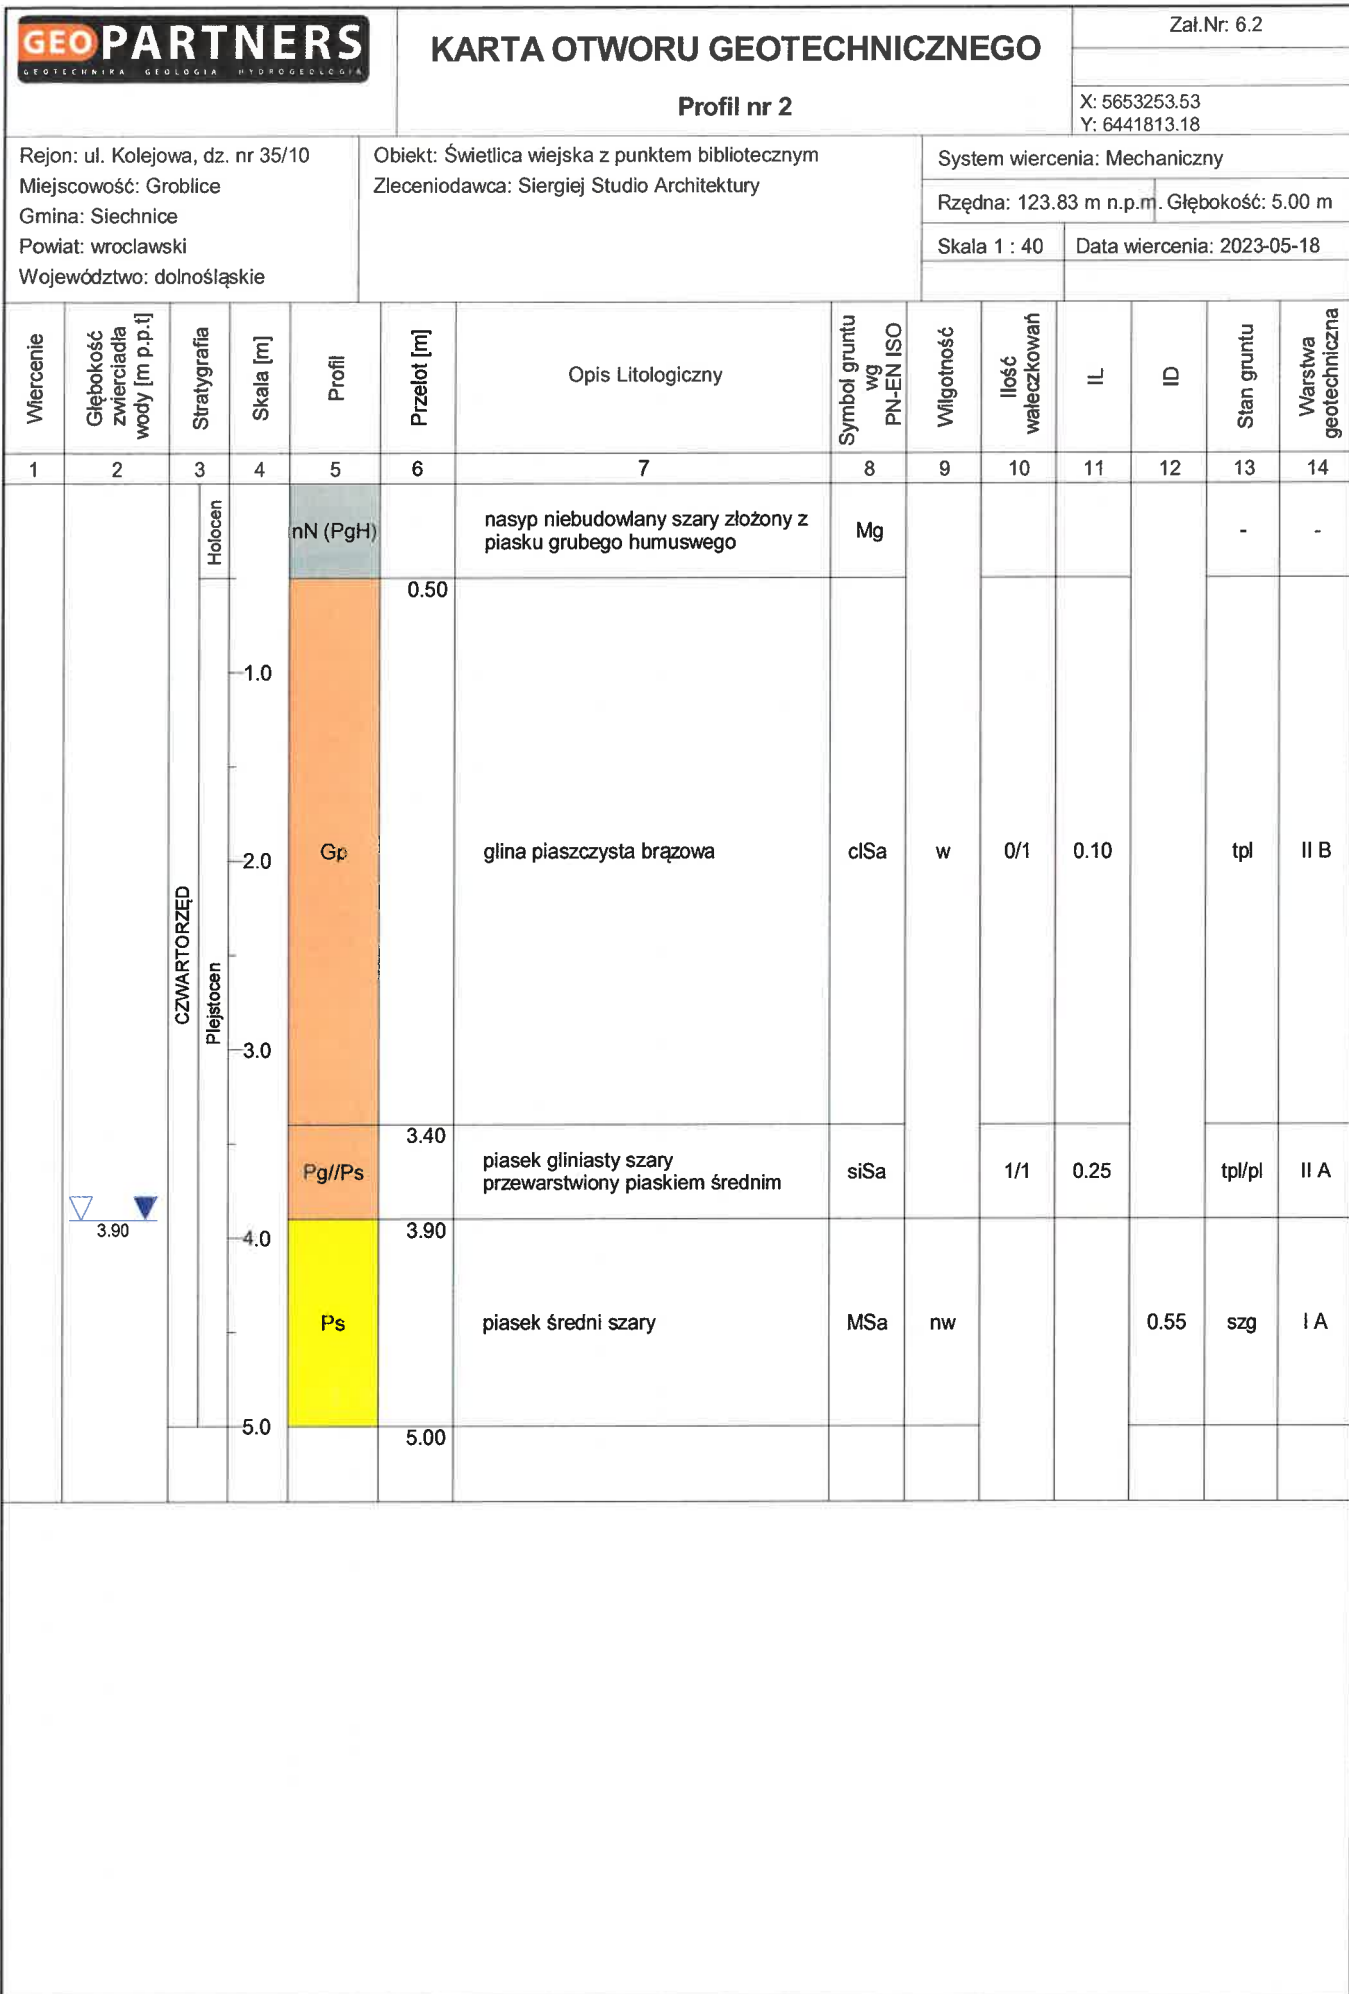 GEOPARTNERS
GEOTECHNIKA GEOLOGIA HYDROGEOLOGIA
KARTA OTWORU GEOTECHNICZNEGO
Profil nr 2
Zał.Nr: 6.2
X: 5653253.53
Y: 6441813.18
Rejon: ul. Kolejowa, dz. nr 35/10
Miejscowość: Groblice
Gmina: Siechnice
Powiat: wroclawski
Województwo: dolnośląskie
Obiekt: Świetlica wiejska z punktem bibliotecznym
Zleceniodawca: Siergiej Studio Architektury
System wiercenia: Mechaniczny
Rzędna: 123.83 m n.p.m. Głębokość: 5.00 m
Skala 1 : 40 Data wiercenia: 2023-05-18
Wiercenie
Głębokość
zwierciadła
wody [m p.p.t]
Stratygrafia
Skala [m]
Profil
Przelot [m]
Opis Litologiczny
Symbol gruntu
wg
PN-EN ISO
Wilgotność
Ilość
wałeczkowań
IL
ID
Stan gruntu
Warstwa
geotechniczna
1 2 3 4 5 6 7 8 9 10 11 12 13 14
Holocen
nN (PgH)
nasyp niebudowlany szary złożony z
piasku grubego humuswego
Mg
- -
0.50
1.0
CZWARTORZĘD
Plejstocen
2.0
Gp
glina piaszczysta brązowa
clSa w 0/1 0.10 tpl II B
3.0
3.40
Pg//Ps
piasek gliniasty szary
przewarstwiony piaskiem średnim
siSa 1/1 0.25 tpl/pl II A
3.90
3.90
4.0
Ps
piasek średni szary
MSa nw 0.55 szg I A
5.0
5.00